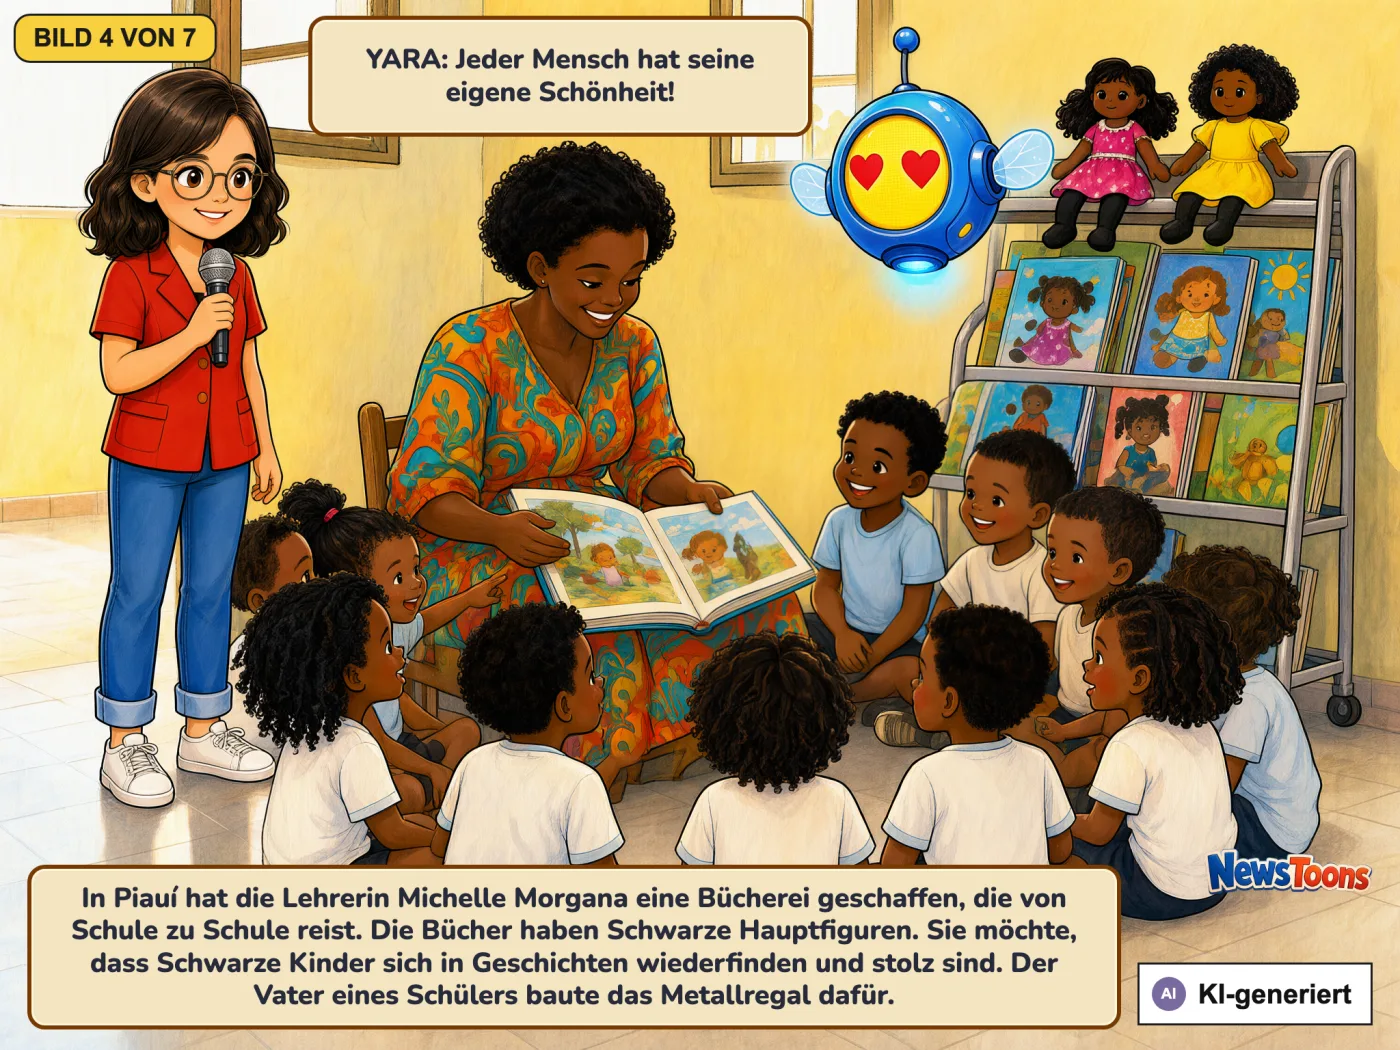 BILD 4 VON 7
YARA: Jeder Mensch hat seine
eigene Schönheit!
In Piauí hat die Lehrerin Michelle Morgana eine Bücherei geschaffen, die von
Schule zu Schule reist. Die Bücher haben Schwarze Hauptfiguren. Sie möchte,
dass Schwarze Kinder sich in Geschichten wiederfinden und stolz sind. Der
Vater eines Schülers baute das Metallregal dafür.
NewsToons
AI KI-generiert